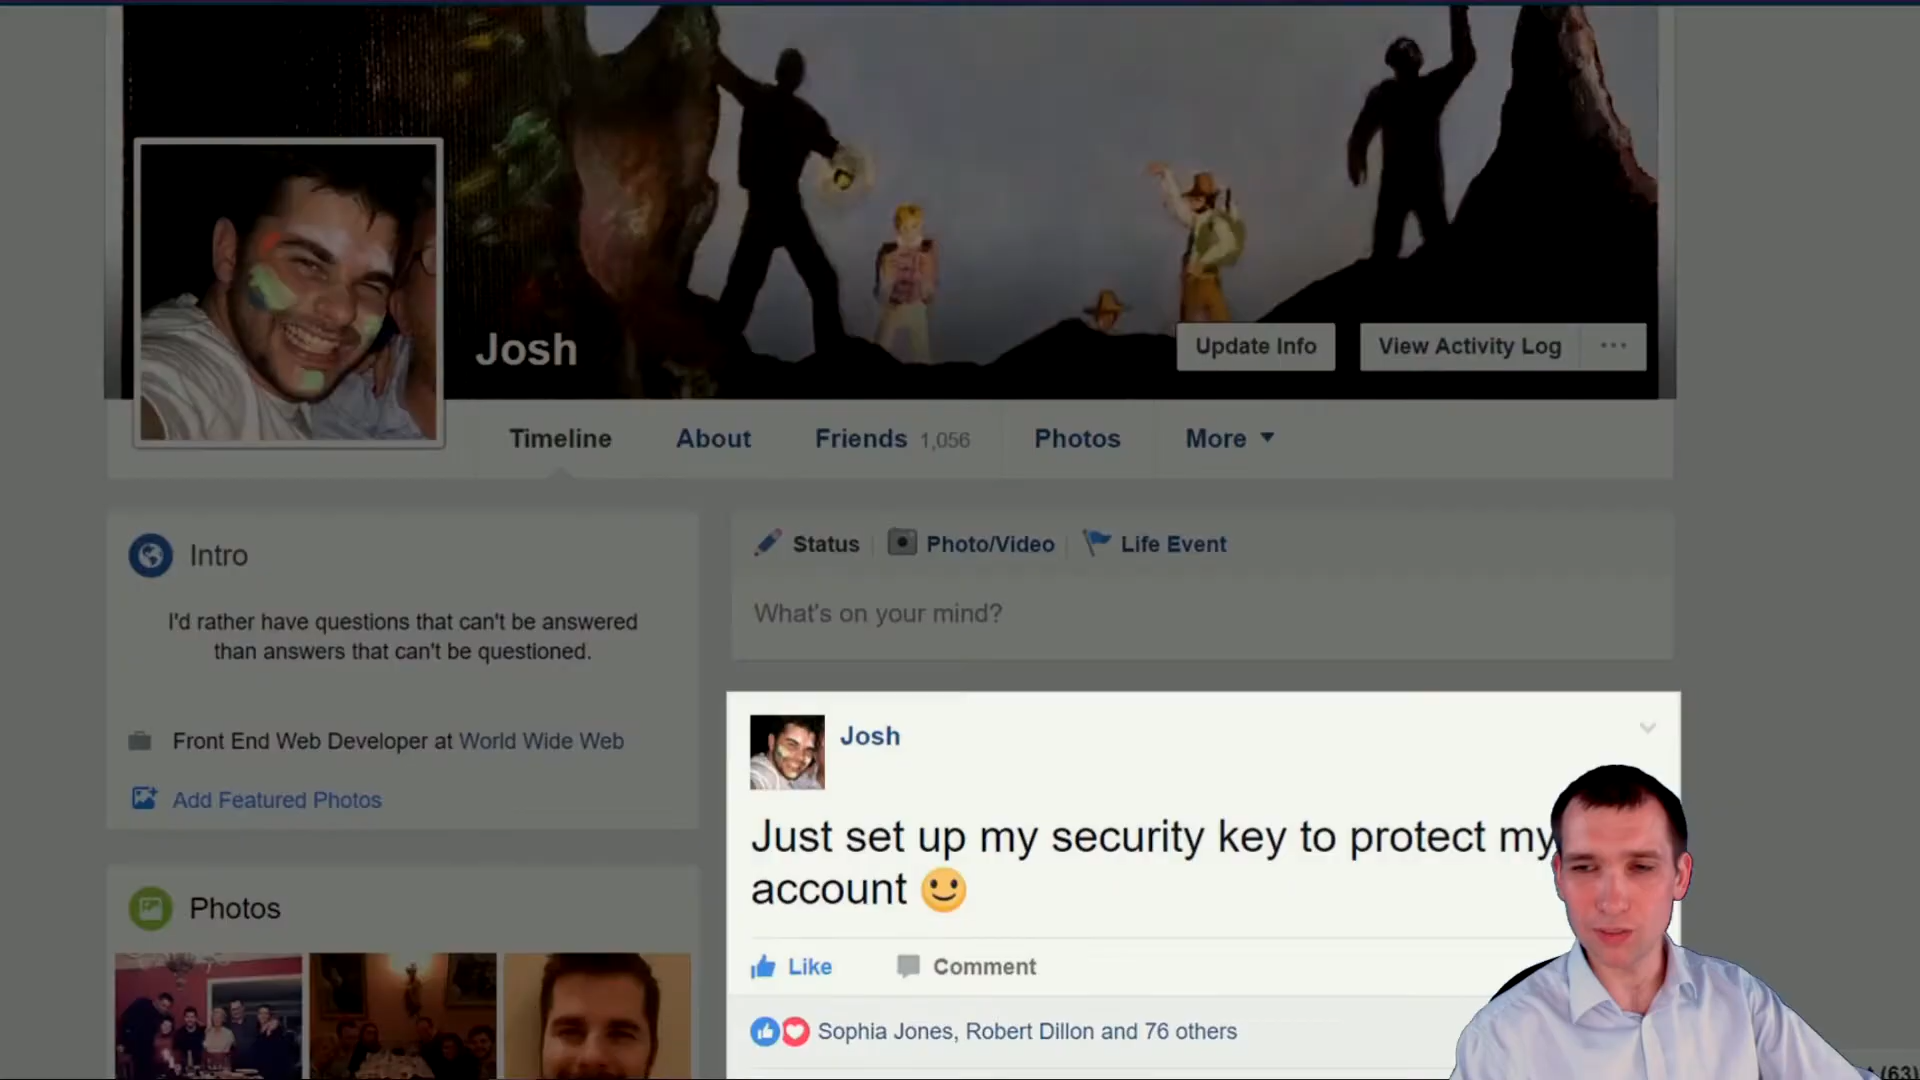 Josh
Update Info
View Activity Log
Timeline
About
Friends 1,056
Photos
More
Intro
I'd rather have questions that can't be answered
than answers that can't be questioned.
Front End Web Developer at World Wide Web
Add Featured Photos
Photos
Status
Photo/Video
Life Event
What's on your mind?
Josh
Just set up my security key to protect my
account
Like
Comment
Sophia Jones, Robert Dillon and 76 others
(63)